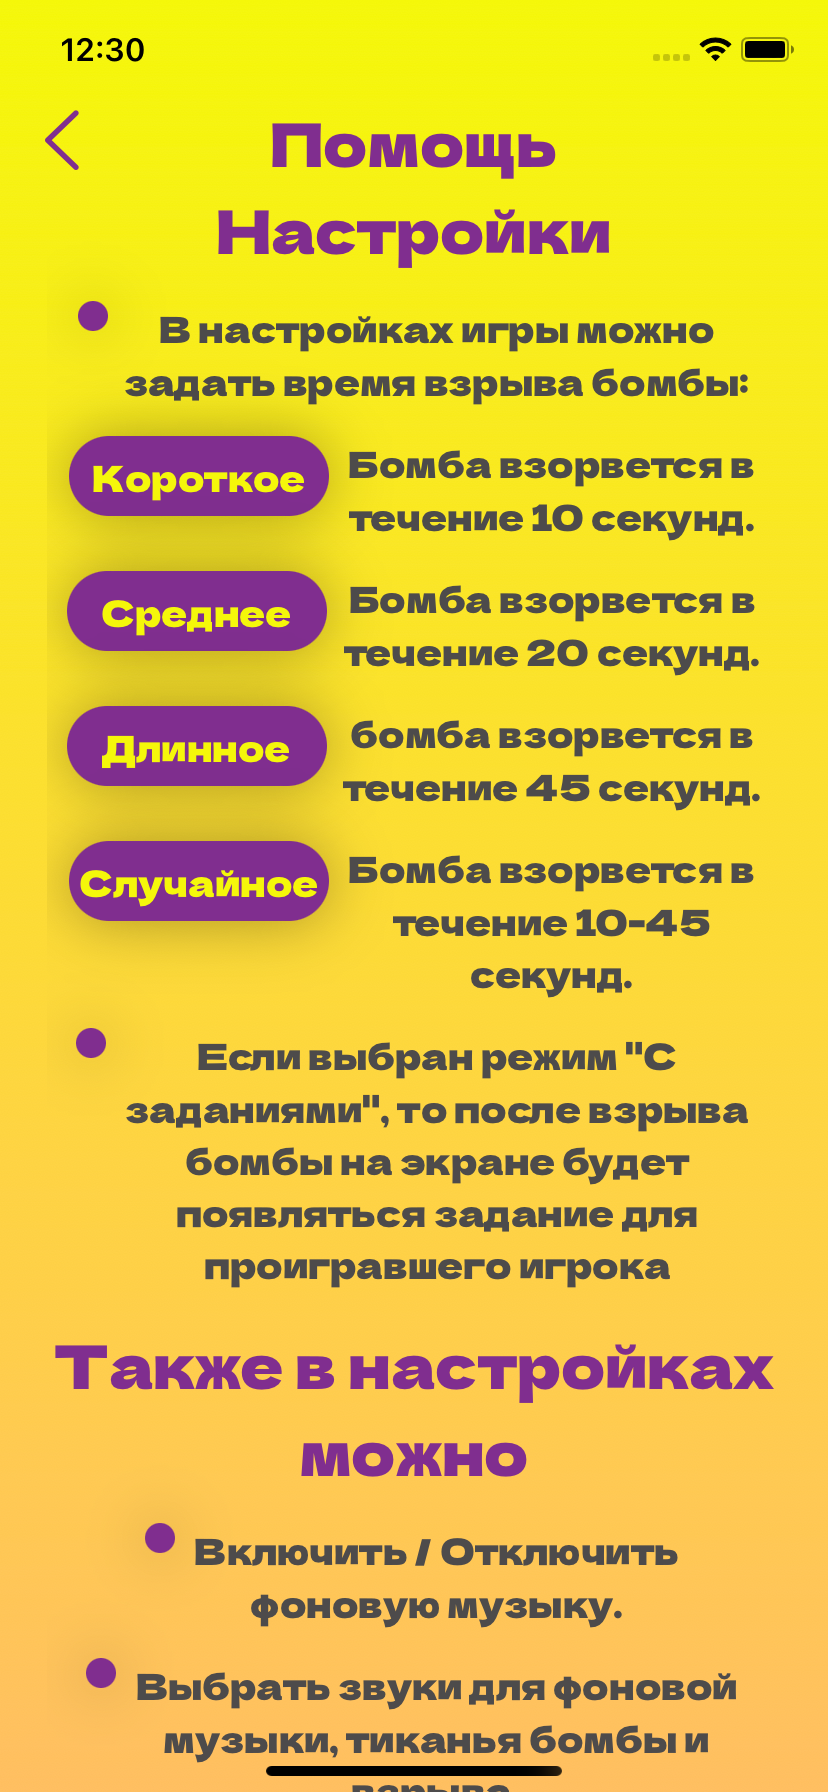 12:30
Помощь
Настройки
В настройках игры можно
задать время взрыва бомбы:
Короткое
Бомба взорвется в
течение 10 секунд.
Среднее
Бомба взорвется в
течение 20 секунд.
Длинное
бомба взорвется в
течение 45 секунд.
Случайное
Бомба взорвется в
течение 10-45
секунд.
Если выбран режим "С
заданиями", то после взрыва
бомбы на экране будет
появляться задание для
проигравшего игрока
Также в настройках
можно
Включить / Отключить
фоновую музыку.
Выбрать звуки для фоновой
музыки, тиканья бомбы и